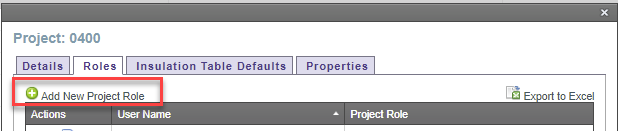 Project: 0400
Details Roles Insulation Table Defaults Properties
Add New Project Role Export to Excel
Actions User Name Project Role